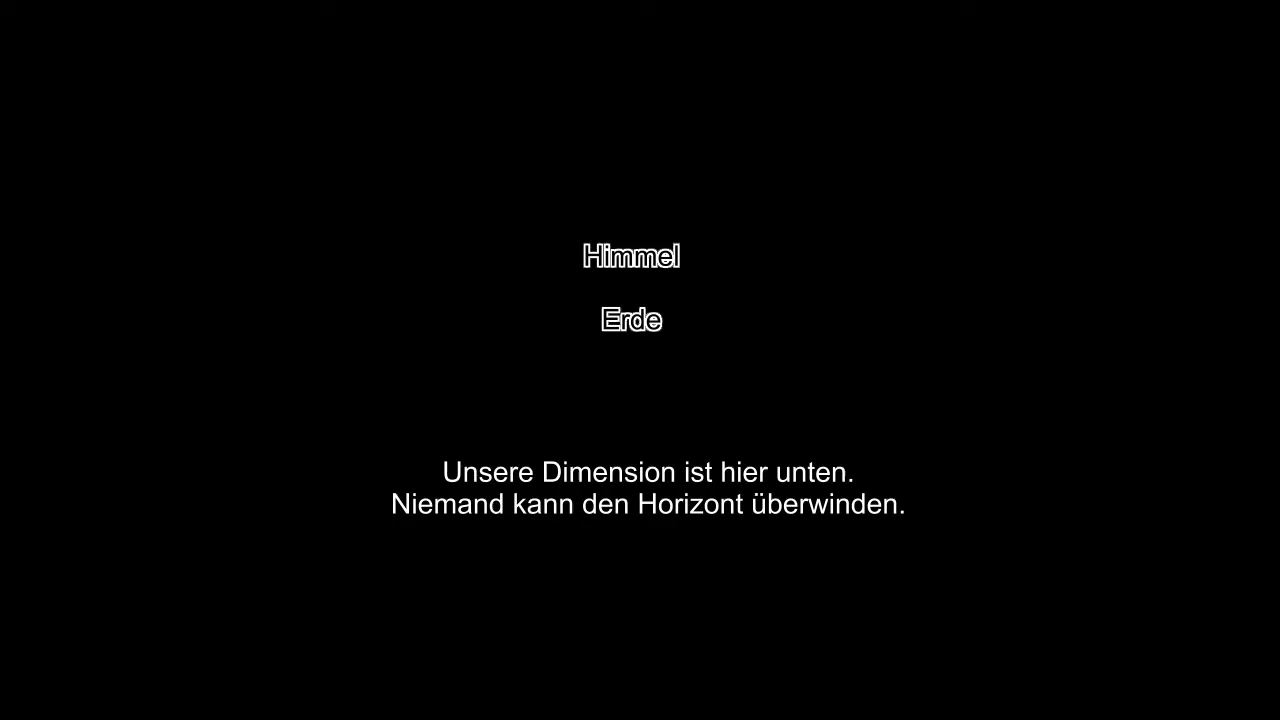 Himmel
Erde
Unsere Dimension ist hier unten.
Niemand kann den Horizont überwinden.